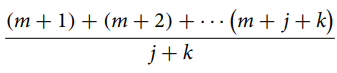 (m + 1) + (m + 2) + ··· (m + j + k)
j + k